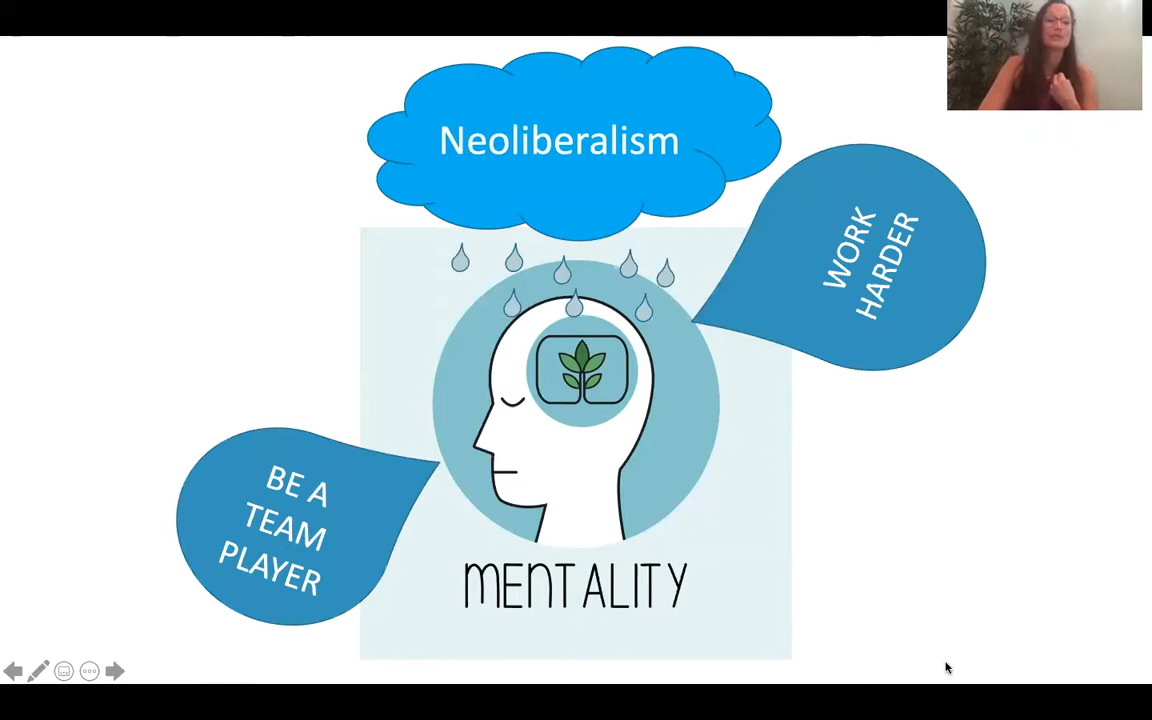 Neoliberalism
WORK
HARDER
BE A
TEAM
PLAYER
MENTALITY